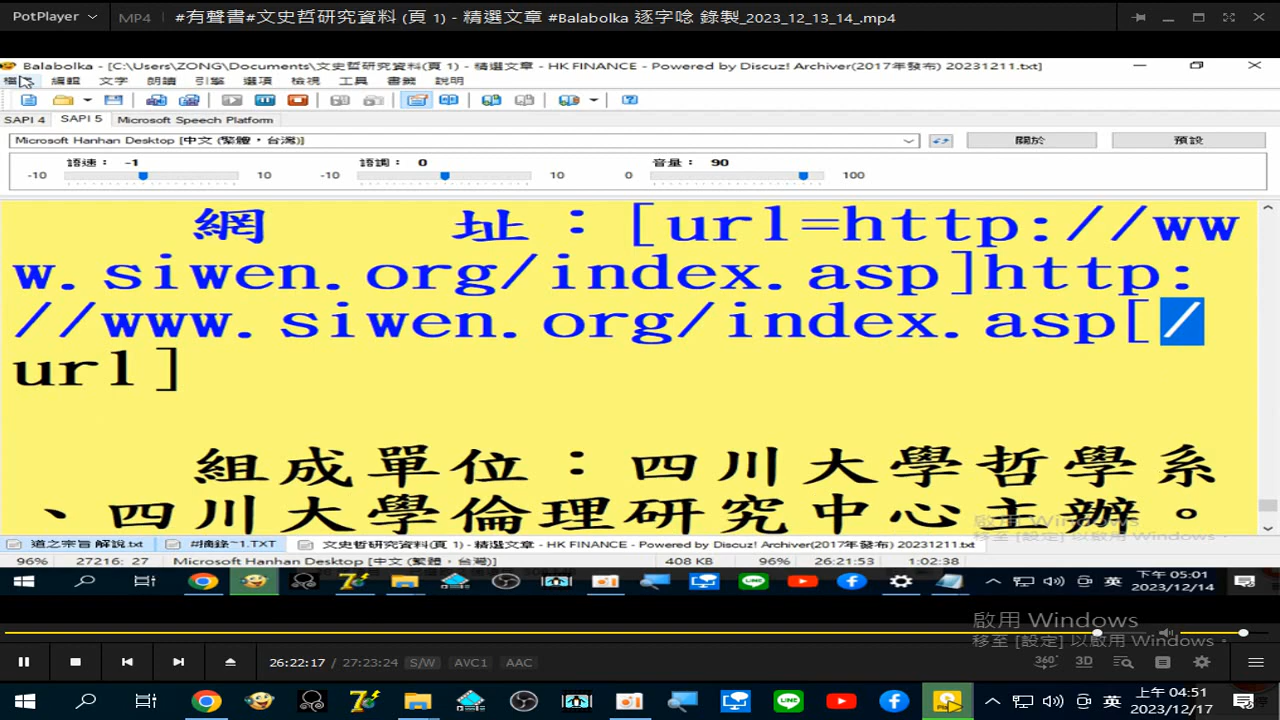 PotPlayer MP4 #有聲書#文史哲研究資料 (頁 1) - 精選文章 #Balabolka 逐字唸 錄製_2023_12_13_14_.mp4
Balabolka - [C:\Users\ZONG\Documents\文史哲研究資料(頁 1) - 精選文章 - HK FINANCE - Powered by Discuz! Archiver(2017年發布) 20231211.txt]
檔案 編輯 文字 朗讀 引擎 選項 檢視 工具 書籤 說明
SAPI 4 SAPI 5 Microsoft Speech Platform
Microsoft Hanhan Desktop [中文 (繁體，台灣)] 關於 預設
語速： -1 語調： 0 音量： 90
-10 10 -10 10 0 100
網 址：[url=http://ww
w.siwen.org/index.asp]http:
//www.siwen.org/index.asp[/
url]
組成單位：四川大學哲學系
、四川大學倫理研究中心主辦。
啟用 Windows
移至 [設定] 以啟用 Windows。
道之宗旨 解說.txt #摘錄~1.TXT 文史哲研究資料(頁 1) - 精選文章 - HK FINANCE - Powered by Discuz! Archiver(2017年發布) 20231211.txt
96% 27216: 27 Microsoft Hanhan Desktop [中文 (繁體，台灣)] 408 KB 96% 26:21:53 1:02:38
英 下午 05:01
2023/12/14
啟用 Windows
移至 [設定] 以啟用 Windows。
26:22:17 / 27:23:24 S/W AVC1 AAC 360° 3D
英 上午 04:51
2023/12/17